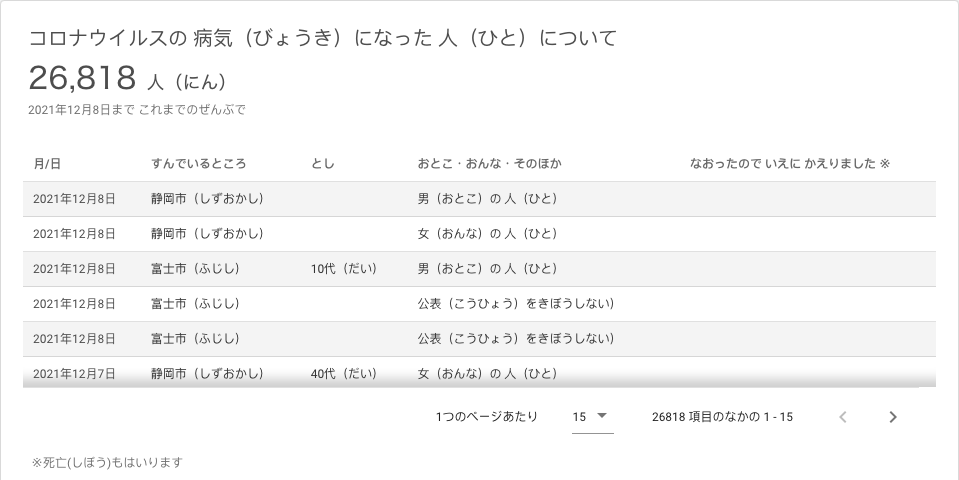 コロナウイルスの 病気（びょうき）になった 人（ひと）について
26,818 人（にん）
2021年12月8日まで これまでのぜんぶで
月/日 すんでいるところ とし おとこ・おんな・そのほか なおったので いえに かえりました ※
2021年12月8日 静岡市（しずおかし） 男（おとこ）の 人（ひと）
2021年12月8日 静岡市（しずおかし） 女（おんな）の 人（ひと）
2021年12月8日 富士市（ふじし） 10代（だい） 男（おとこ）の 人（ひと）
2021年12月8日 富士市（ふじし） 公表（こうひょう）をきぼうしない）
2021年12月8日 富士市（ふじし） 公表（こうひょう）をきぼうしない）
2021年12月7日 静岡市（しずおかし） 40代（だい） 女（おんな）の 人（ひと）
1つのページあたり 15 26818 項目のなかの 1 - 15
※死亡(しぼう)もはいります